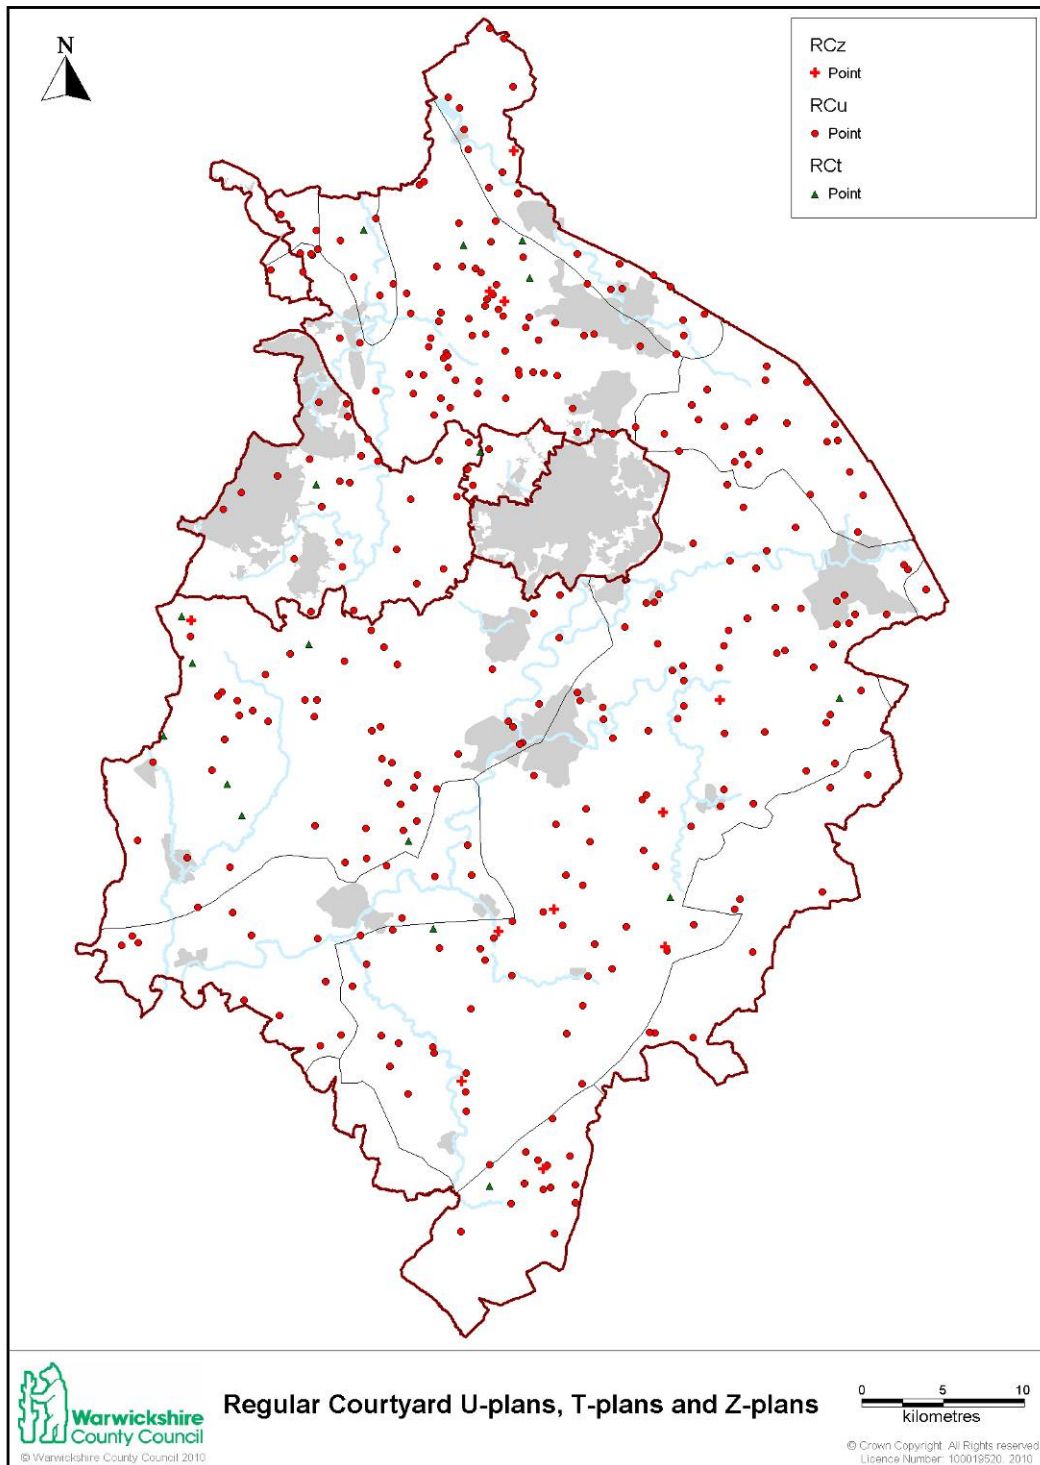 N
RCz
Point
RCu
Point
RCt
Point
Warwickshire
County Council
© Warwickshire County Council 2010
Regular Courtyard U-plans, T-plans and Z-plans
0 5 10
kilometres
© Crown Copyright. All Rights reserved
Licence Number: 100019520. 2010